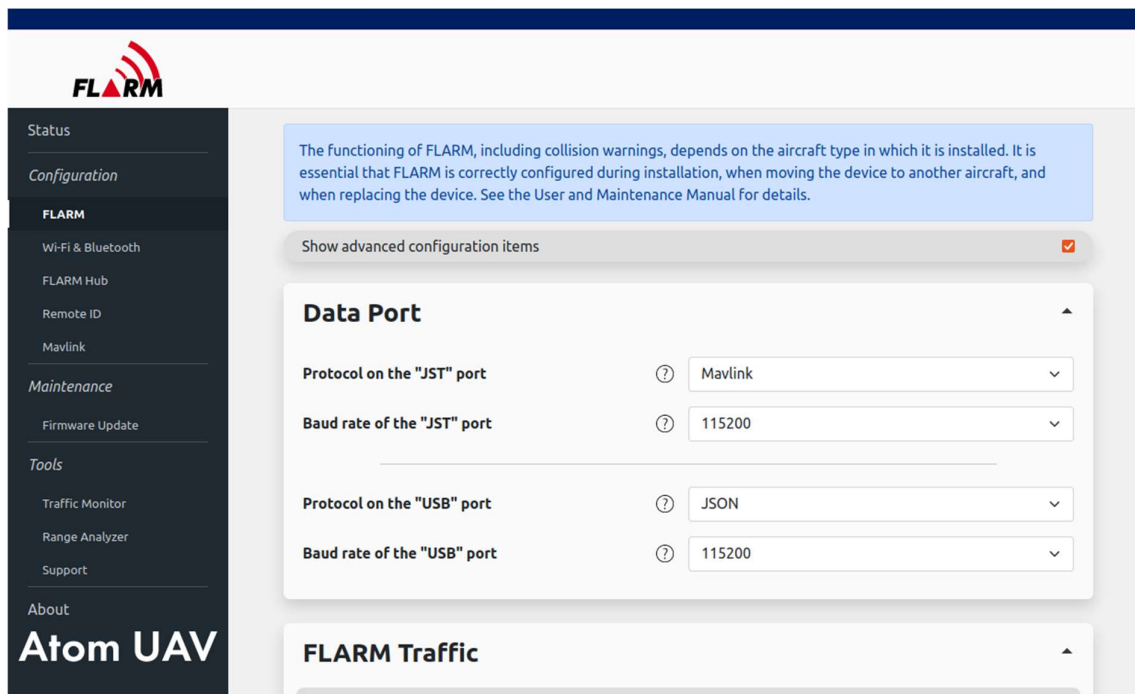 FLARM
Status
Configuration
FLARM
Wi-Fi & Bluetooth
FLARM Hub
Remote ID
Mavlink
Maintenance
Firmware Update
Tools
Traffic Monitor
Range Analyzer
Support
About
Atom UAV
The functioning of FLARM, including collision warnings, depends on the aircraft type in which it is installed. It is
essential that FLARM is correctly configured during installation, when moving the device to another aircraft, and
when replacing the device. See the User and Maintenance Manual for details.
Show advanced configuration items
Data Port
Protocol on the "JST" port ? Mavlink
Baud rate of the "JST" port ? 115200
Protocol on the "USB" port ? JSON
Baud rate of the "USB" port ? 115200
FLARM Traffic